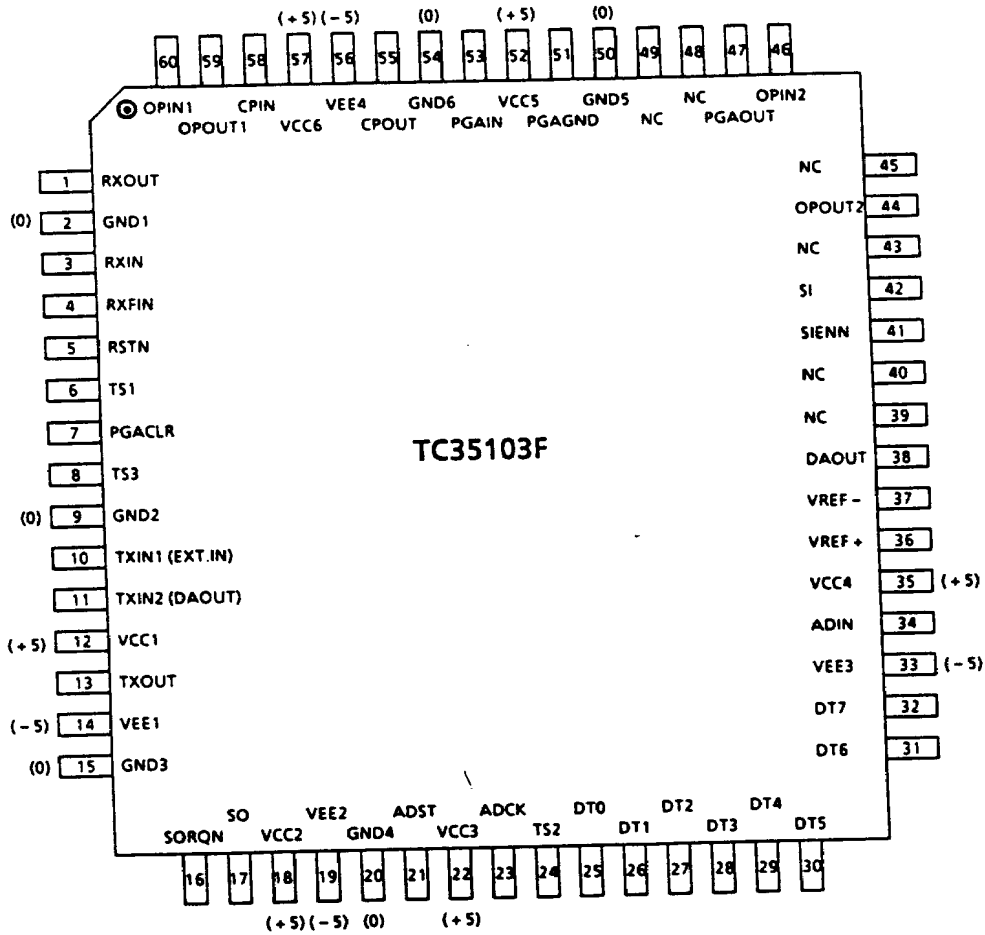 (+5) (−5) (0) (+5) (0)
60 59 58 57 56 55 54 53 52 51 50 49 48 47 46
OPIN1 CPIN VEE4 GND6 VCC5 GND5 NC OPIN2
OPOUT1 VCC6 CPOUT PGAIN PGAGND NC PGAOUT
1 RXOUT
(0) 2 GND1
3 RXIN
4 RXFIN
5 RSTN
6 TS1
7 PGACLR
8 TS3
(0) 9 GND2
10 TXIN1 (EXT.IN)
11 TXIN2 (DAOUT)
(+5) 12 VCC1
13 TXOUT
(−5) 14 VEE1
(0) 15 GND3
TC35103F
NC 45
OPOUT2 44
NC 43
SI 42
SIENN 41
NC 40
NC 39
DAOUT 38
VREF− 37
VREF+ 36
VCC4 35 (+5)
ADIN 34
VEE3 33 (−5)
DT7 32
DT6 31
SO VEE2 ADST ADCK DT0 DT2 DT4
SORQN VCC2 GND4 VCC3 TS2 DT1 DT3 DT5
16 17 18 19 20 21 22 23 24 25 26 27 28 29 30
(+5) (−5) (0) (+5)